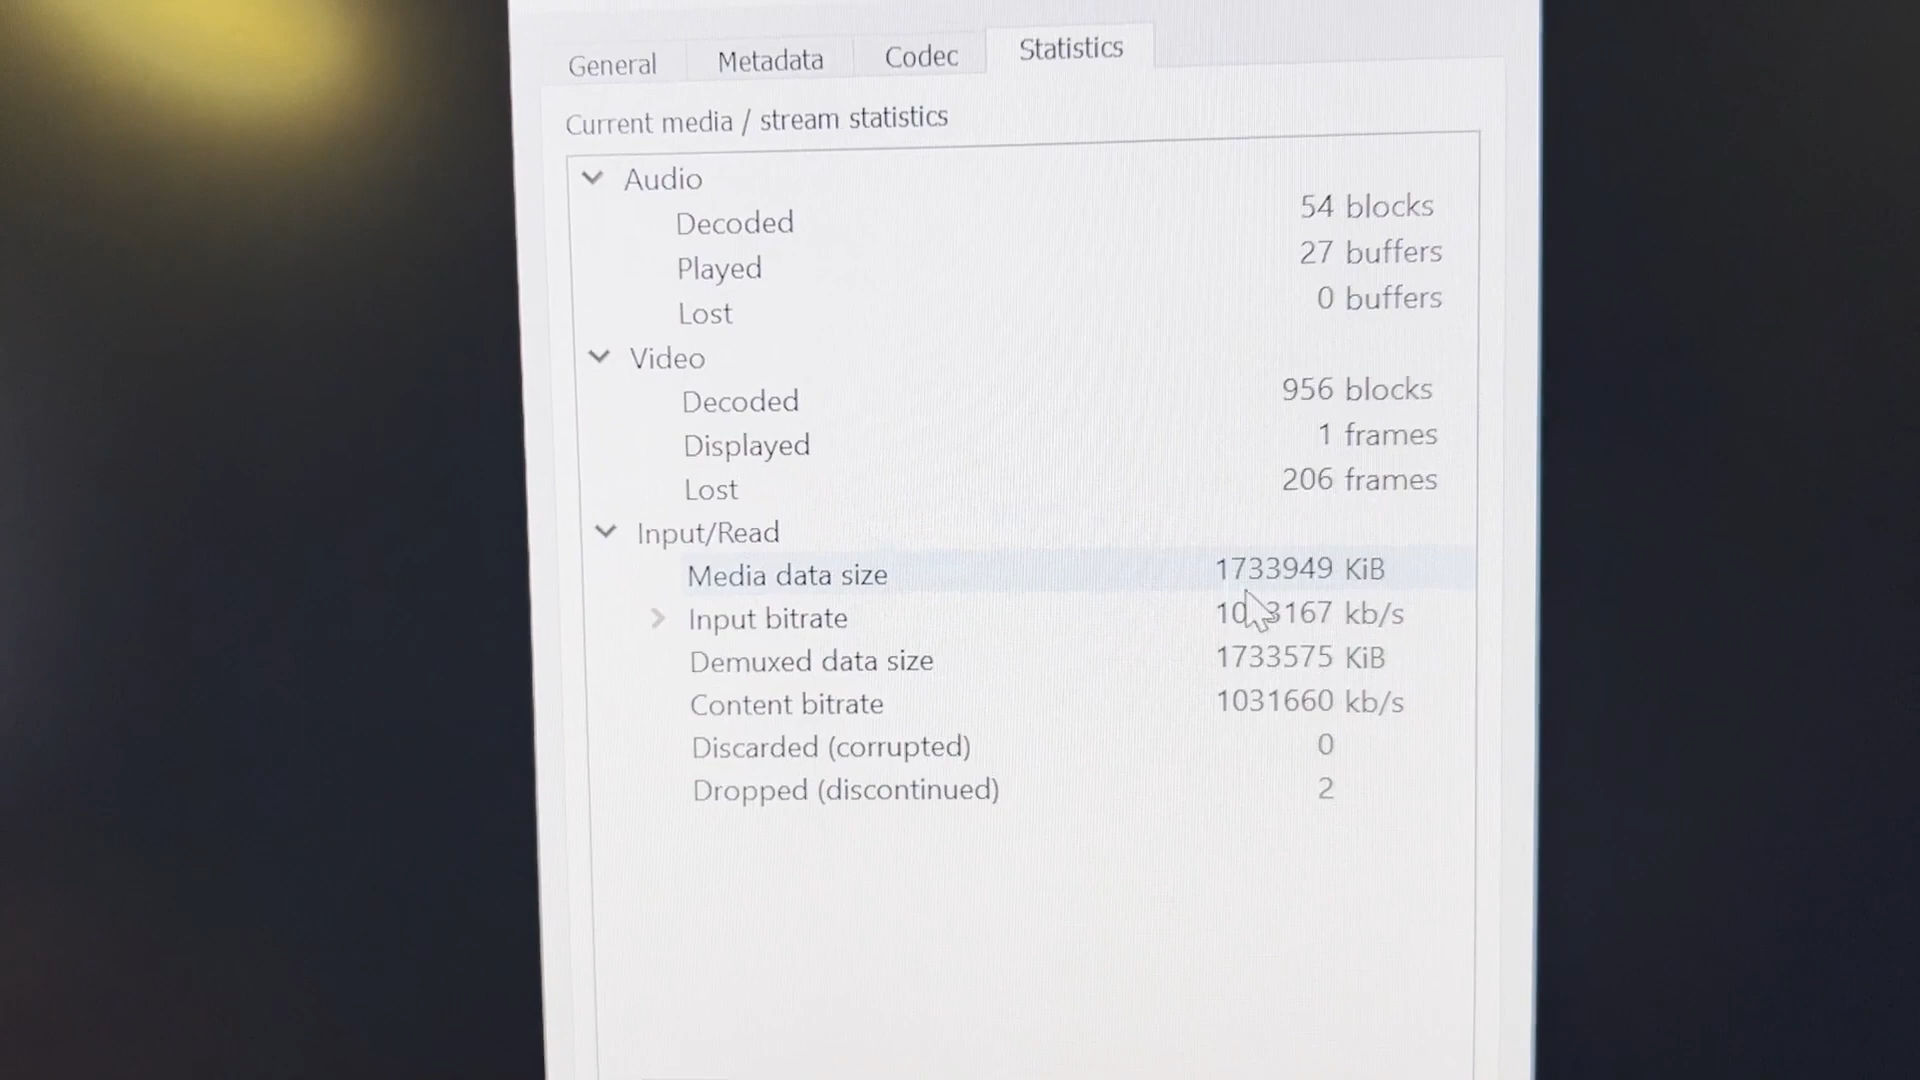 General Metadata Codec Statistics
Current media / stream statistics
Audio
Decoded 54 blocks
Played 27 buffers
Lost 0 buffers
Video
Decoded 956 blocks
Displayed 1 frames
Lost 206 frames
Input/Read
Media data size 1733949 KiB
Input bitrate kb/s
Demuxed data size 1733575 KiB
Content bitrate 1031660 kb/s
Discarded (corrupted) 0
Dropped (discontinued) 2